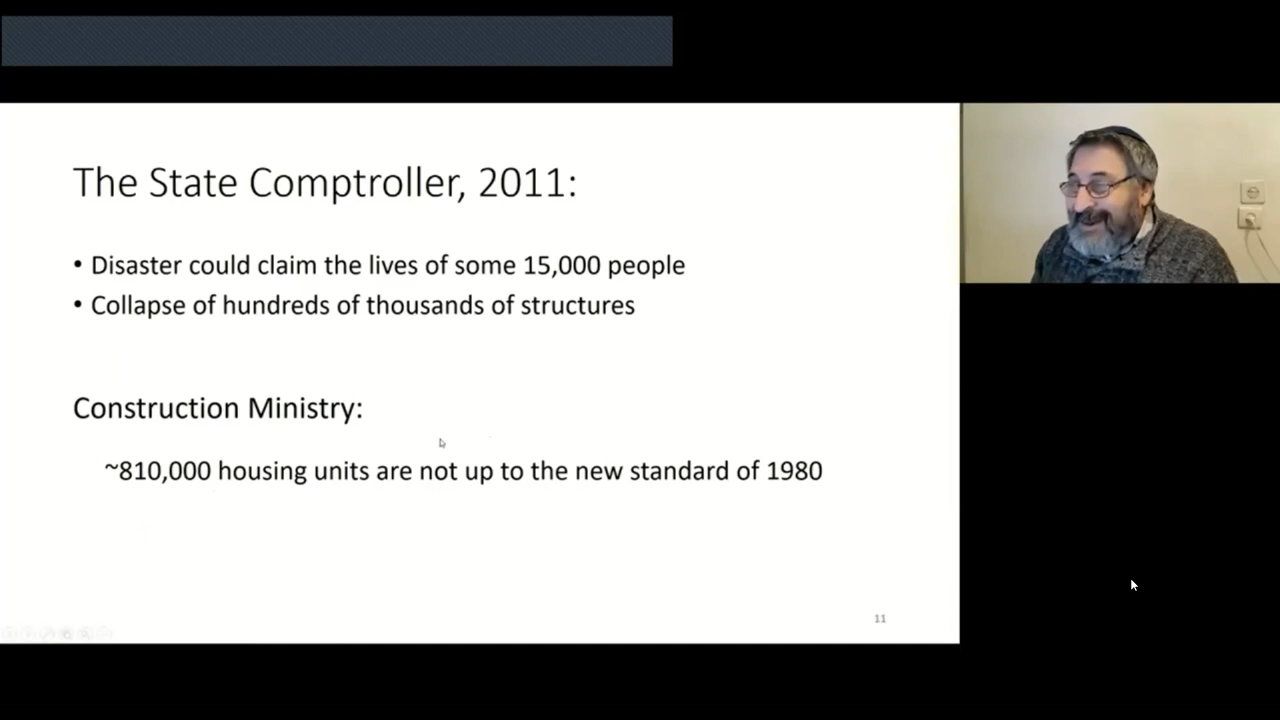 The State Comptroller, 2011:
• Disaster could claim the lives of some 15,000 people
• Collapse of hundreds of thousands of structures
Construction Ministry:
~810,000 housing units are not up to the new standard of 1980
11